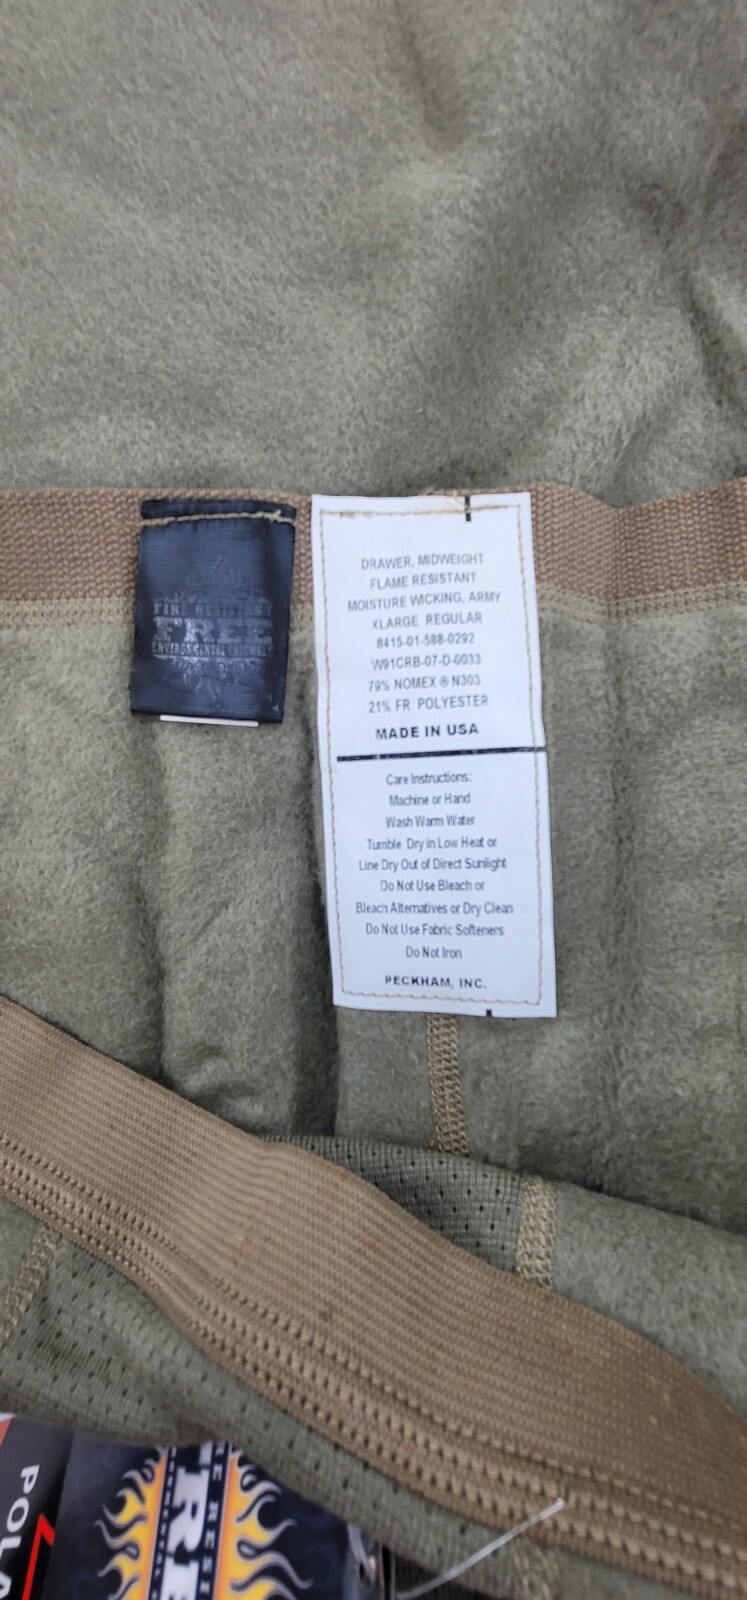 FIRE RESISTANT
FREE
ENVIRONMENTAL ENSEMBLE
DRAWER, MIDWEIGHT
FLAME RESISTANT
MOISTURE WICKING, ARMY
XLARGE REGULAR
8415-01-588-0292
W91CRB-07-D-0033
79% NOMEX ® N303
21% FR POLYESTER
MADE IN USA
Care Instructions:
Machine or Hand
Wash Warm Water
Tumble Dry in Low Heat or
Line Dry Out of Direct Sunlight
Do Not Use Bleach or
Bleach Alternatives or Dry Clean
Do Not Use Fabric Softeners
Do Not Iron
PECKHAM, INC.
POLA